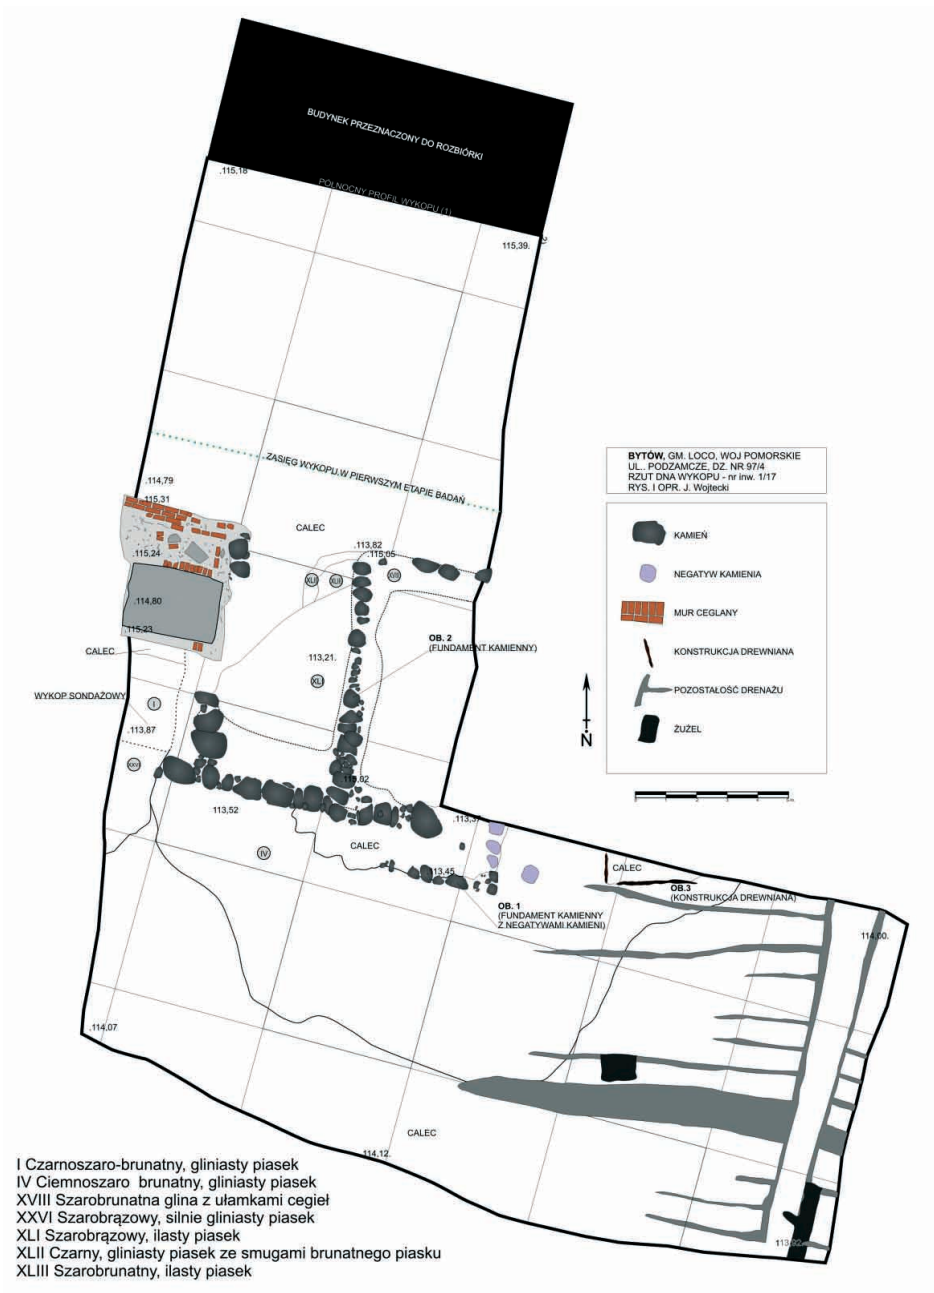 BUDYNEK PRZEZNACZONY DO ROZBIÓRKI
.115,18
PÓŁNOCNY PROFIL WYKOPU (1)
115,39.
ZASIĘG WYKOPU W PIERWSZYM ETAPIE BADAŃ
.114,79
.115,31
CALEC
.113,82
.115,05
.115,24
XLII
.114,80
.115,23
OB. 2
(FUNDAMENT KAMIENNY)
CALEC
113,21.
XLI
WYKOP SONDAŻOWY
I
.113,87
XXVI
113,52
CALEC
IV
113,45
OB. 1
(FUNDAMENT KAMIENNY
Z NEGATYWAMI KAMIENI)
CALEC
OB.3
(KONSTRUKCJA DREWNIANA)
114,00.
.114,07
CALEC
114,12.
113,92.
BYTÓW, GM. LOCO, WOJ POMORSKIE
UL.. PODZAMCZE, DZ. NR 97/4
RZUT DNA WYKOPU - nr inw. 1/17
RYS. I OPR. J. Wojtecki
KAMIEŃ
NEGATYW KAMIENIA
MUR CEGLANY
KONSTRUKCJA DREWNIANA
POZOSTAŁOŚĆ DRENAŻU
ŻUŻEL
N
I Czarnoszaro-brunatny, gliniasty piasek
IV Ciemnoszaro brunatny, gliniasty piasek
XVIII Szarobrunatna glina z ułamkami cegieł
XXVI Szarobrązowy, silnie gliniasty piasek
XLI Szarobrązowy, ilasty piasek
XLII Czarny, gliniasty piasek ze smugami brunatnego piasku
XLIII Szarobrunatny, ilasty piasek